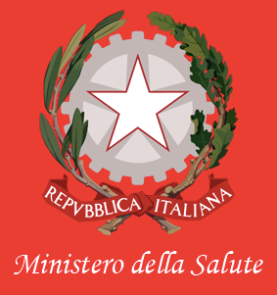 REPVBBLICA ITALIANA
Ministero della Salute